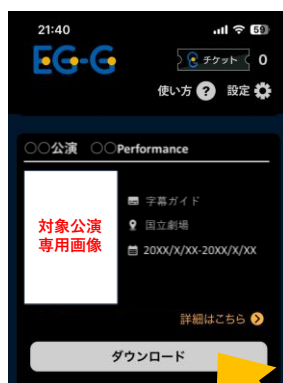 21:40
59
EG-G
チケット 0
使い方 ? 設定
○○公演 ○○Performance
対象公演
専用画像
字幕ガイド
国立劇場
20XX/X/XX-20XX/X/XX
詳細はこちら
ダウンロード